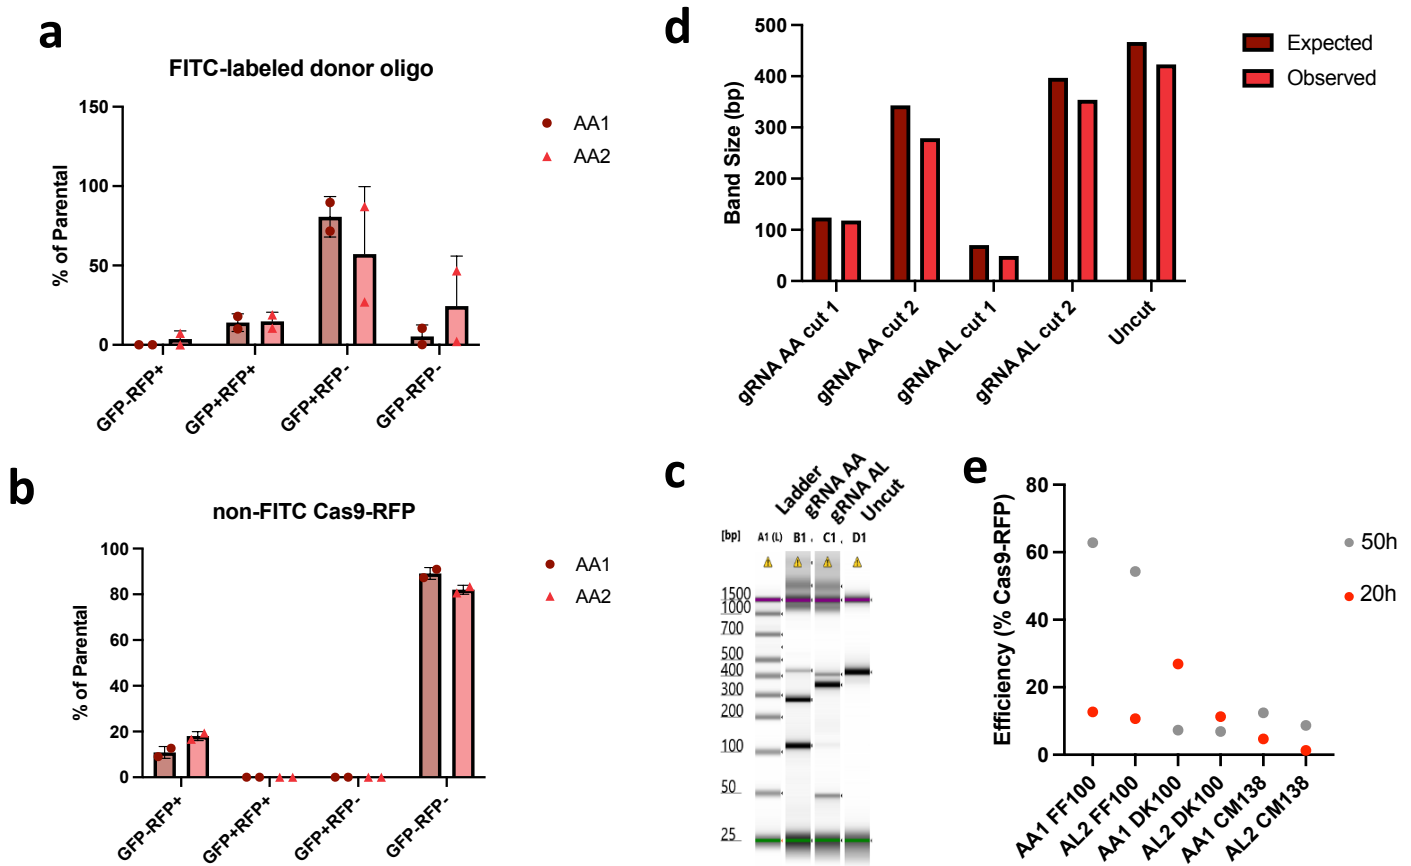 a
FITC-labeled donor oligo
% of Parental
150
100
50
0
GFP-RFP+
GFP+RFP+
GFP+RFP-
GFP-RFP-
AA1
AA2
b
non-FITC Cas9-RFP
% of Parental
100
80
60
40
20
0
GFP-RFP+
GFP+RFP+
GFP+RFP-
GFP-RFP-
AA1
AA2
d
Band Size (bp)
500
400
300
200
100
0
gRNA AA cut 1
gRNA AA cut 2
gRNA AL cut 1
gRNA AL cut 2
Uncut
Expected
Observed
c
Ladder
gRNA AA
gRNA AL
Uncut
[bp] A1 (L) B1 C1 D1
1500
1000
700
500
400
300
200
100
50
25
e
Efficiency (% Cas9-RFP)
80
60
40
20
0
AA1 FF100
AL2 FF100
AA1 DK100
AL2 DK100
AA1 CM138
AL2 CM138
50h
20h